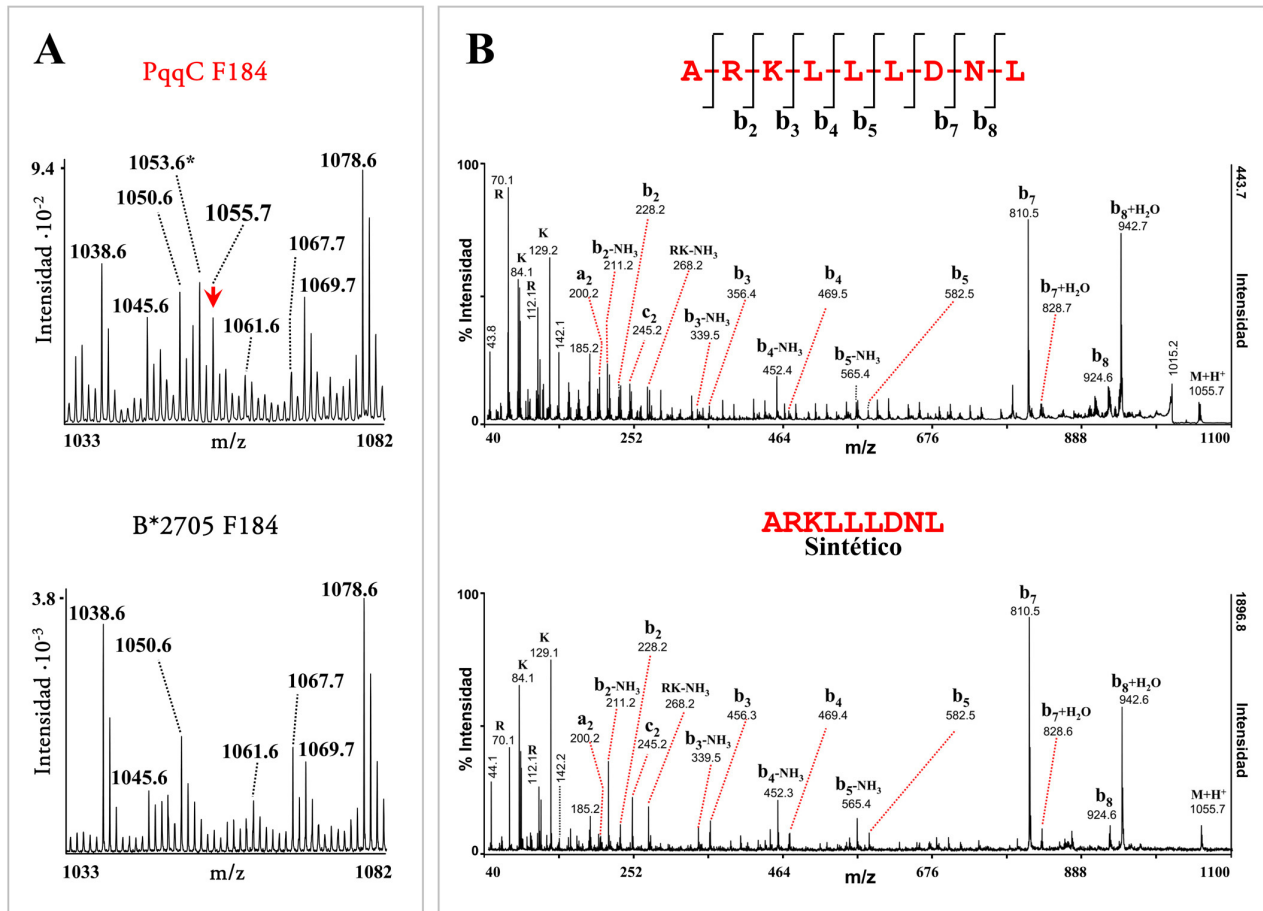 A
PqqC F184
9.4
Intensidad ·10⁻²
1053.6*
1050.6
1055.7
1078.6
1038.6
1067.7
1045.6
1069.7
1061.6
1033
m/z
1082
B*2705 F184
3.8
Intensidad ·10⁻³
1038.6
1078.6
1050.6
1067.7
1045.6
1061.6
1069.7
1033
m/z
1082
B
A-R-K-L-L-L-D-N-L
b2 b3 b4 b5 b7 b8
100
% Intensidad
0
443.7
Intensidad
43.8
70.1
R
K
84.1
R
112.1
K
129.2
142.1
185.2
a2
200.2
b2-NH3
211.2
b2
228.2
c2
245.2
RK-NH3
268.2
b3-NH3
339.5
b3
356.4
b4-NH3
452.4
b4
469.5
b5-NH3
565.4
b5
582.5
b7
810.5
b7+H2O
828.7
b8
924.6
b8+H2O
942.7
1015.2
M+H+
1055.7
40
252
464
676
888
1100
m/z
ARKLLLDNL
Sintético
100
% Intensidad
0
1896.8
Intensidad
44.1
R
70.1
K
84.1
R
112.1
K
129.1
142.2
185.2
a2
200.2
b2-NH3
211.2
b2
228.2
c2
245.2
RK-NH3
268.2
b3-NH3
339.5
b3
456.3
b4-NH3
452.3
b4
469.4
b5-NH3
565.4
b5
582.5
b7
810.5
b7+H2O
828.6
b8
924.6
b8+H2O
942.6
M+H+
1055.7
40
252
464
676
888
1100
m/z